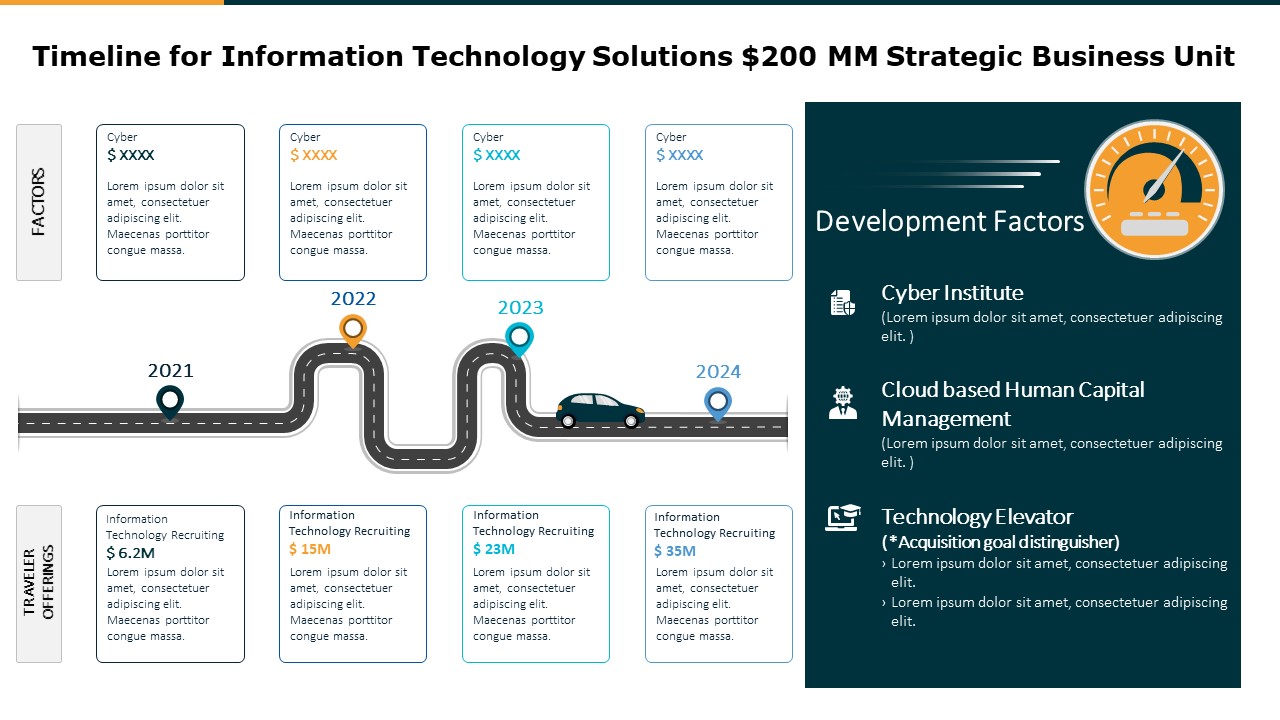 Timeline for Information Technology Solutions $200 MM Strategic Business Unit
FACTORS
Cyber
$ XXXX
Lorem ipsum dolor sit
amet, consectetuer
adipiscing elit.
Maecenas porttitor
congue massa.
Cyber
$ XXXX
Lorem ipsum dolor sit
amet, consectetuer
adipiscing elit.
Maecenas porttitor
congue massa.
Cyber
$ XXXX
Lorem ipsum dolor sit
amet, consectetuer
adipiscing elit.
Maecenas porttitor
congue massa.
Cyber
$ XXXX
Lorem ipsum dolor sit
amet, consectetuer
adipiscing elit.
Maecenas porttitor
congue massa.
2021
2022
2023
2024
TRAVELER
OFFERINGS
Information
Technology Recruiting
$ 6.2M
Lorem ipsum dolor sit
amet, consectetuer
adipiscing elit.
Maecenas porttitor
congue massa.
Information
Technology Recruiting
$ 15M
Lorem ipsum dolor sit
amet, consectetuer
adipiscing elit.
Maecenas porttitor
congue massa.
Information
Technology Recruiting
$ 23M
Lorem ipsum dolor sit
amet, consectetuer
adipiscing elit.
Maecenas porttitor
congue massa.
Information
Technology Recruiting
$ 35M
Lorem ipsum dolor sit
amet, consectetuer
adipiscing elit.
Maecenas porttitor
congue massa.
Development Factors
Cyber Institute
(Lorem ipsum dolor sit amet, consectetuer adipiscing
elit. )
Cloud based Human Capital
Management
(Lorem ipsum dolor sit amet, consectetuer adipiscing
elit. )
Technology Elevator
(*Acquisition goal distinguisher)
› Lorem ipsum dolor sit amet, consectetuer adipiscing
elit.
› Lorem ipsum dolor sit amet, consectetuer adipiscing
elit.